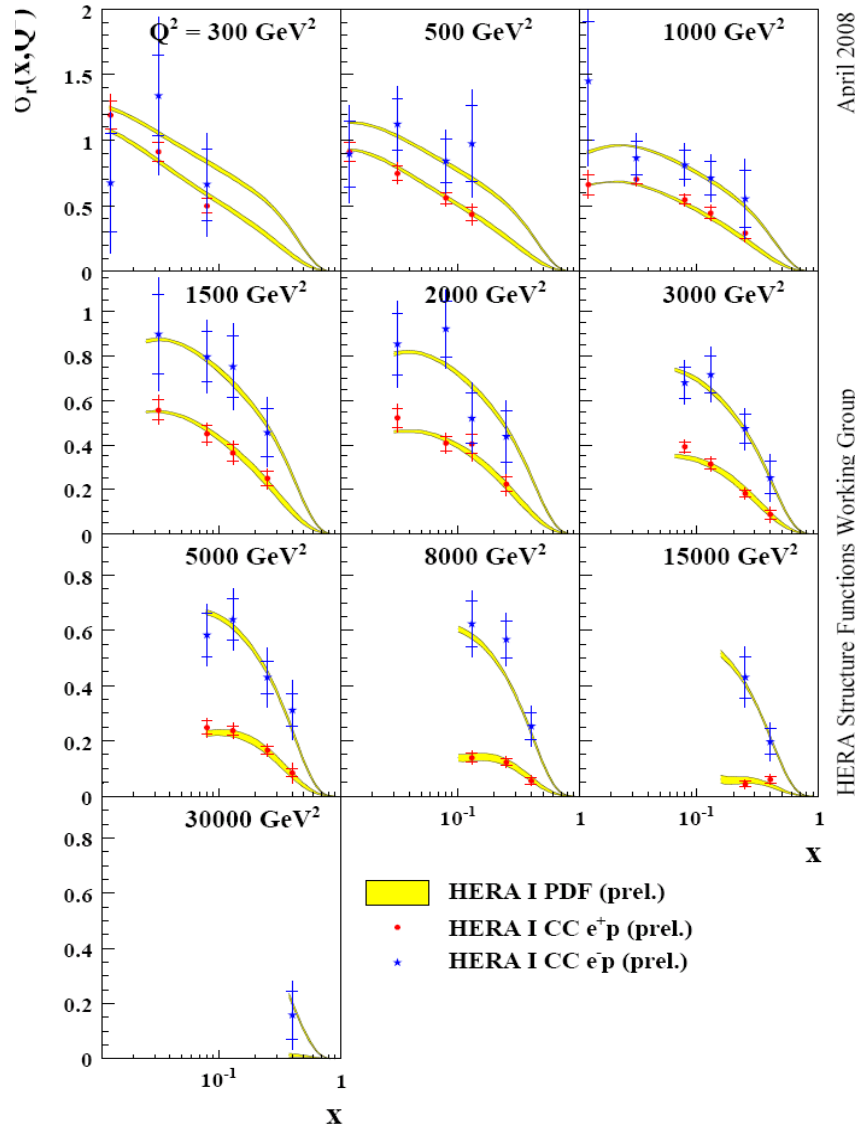 σr(x,Q²)
2
Q² = 300 GeV²
500 GeV²
1000 GeV²
1.5
1
0.5
0
1500 GeV²
2000 GeV²
3000 GeV²
1
0.8
0.6
0.4
0.2
0
5000 GeV²
8000 GeV²
15000 GeV²
0.8
0.6
0.4
0.2
0
30000 GeV²
10⁻¹
1
10⁻¹
1
0.8
x
0.6
0.4
0.2
0
10⁻¹
1
x
HERA I PDF (prel.)
HERA I CC e⁺p (prel.)
HERA I CC e⁻p (prel.)
April 2008
HERA Structure Functions Working Group